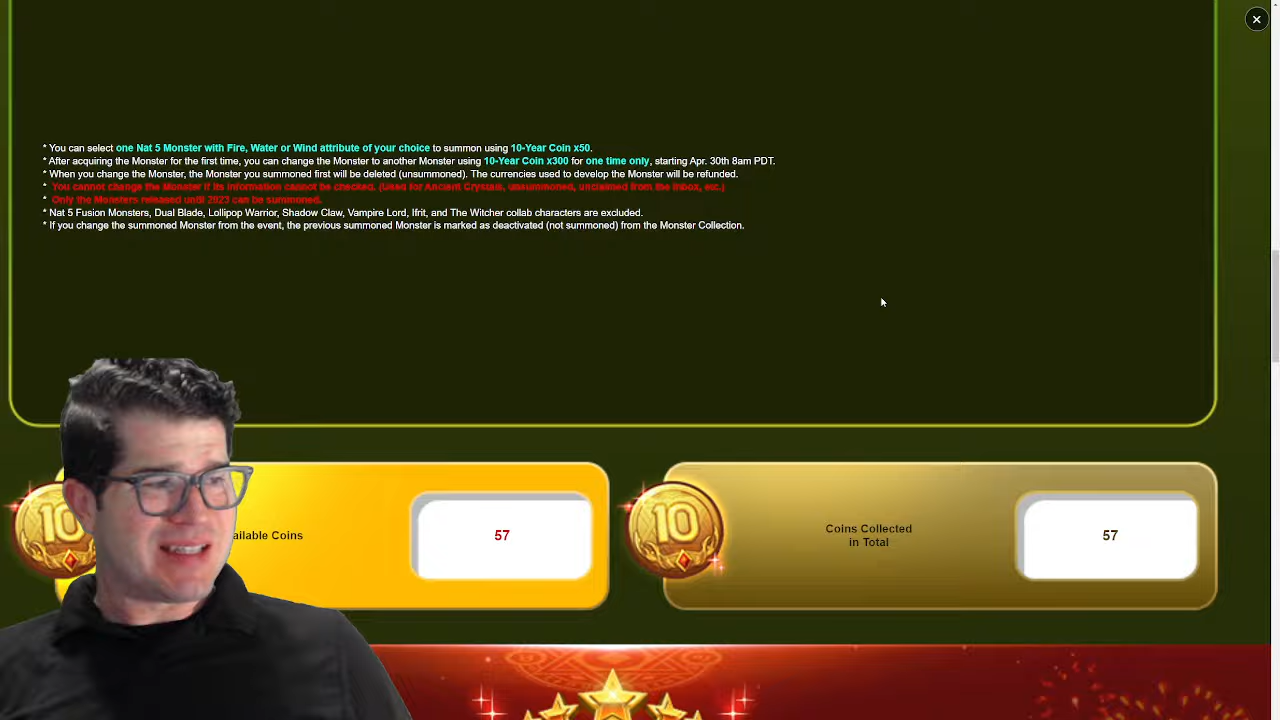 * You can select one Nat 5 Monster with Fire, Water or Wind attribute of your choice to summon using 10-Year Coin x50.
* After acquiring the Monster for the first time, you can change the Monster to another Monster using 10-Year Coin x300 for one time only, starting Apr. 30th 8am PDT.
* When you change the Monster, the Monster you summoned first will be deleted (unsummoned). The currencies used to develop the Monster will be refunded.
* You cannot change the Monster if its information cannot be checked. (Used for Ancient Crystals, unsummoned, unclaimed from the Inbox, etc.)
* Only the Monsters released until 2023 can be summoned.
* Nat 5 Fusion Monsters, Dual Blade, Lollipop Warrior, Shadow Claw, Vampire Lord, Ifrit, and The Witcher collab characters are excluded.
* If you change the summoned Monster from the event, the previous summoned Monster is marked as deactivated (not summoned) from the Monster Collection.
10
ailable Coins
57
10
Coins Collected
in Total
57